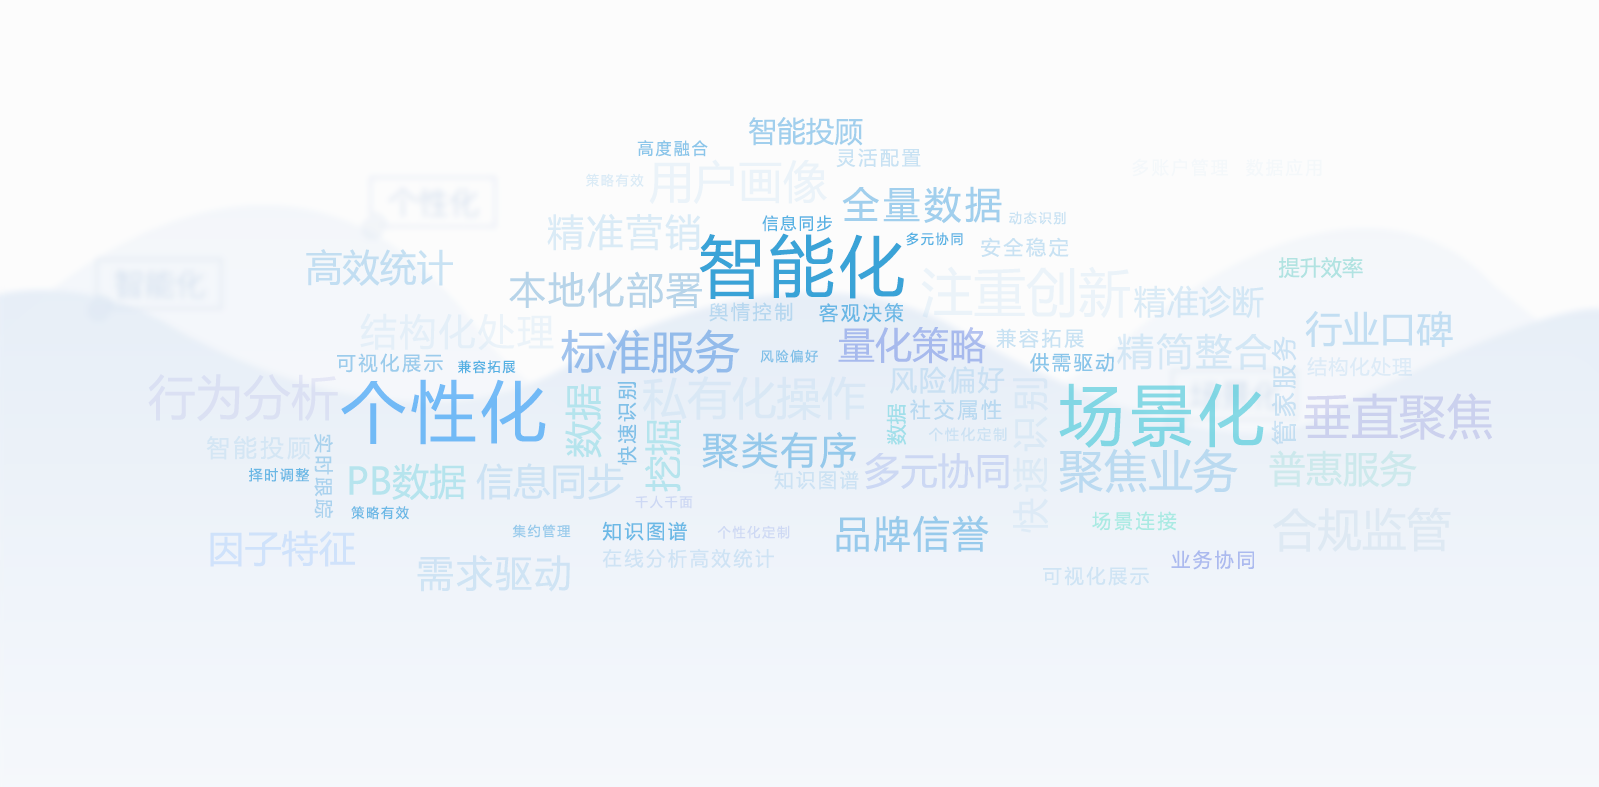 智能投顾
高度融合
灵活配置
多账户管理 数据应用
策略有效
用户画像
个性化
全量数据
精准营销
信息同步
动态识别
智能化
多元协同
安全稳定
高效统计
提升效率
智能化
本地化部署
注重创新
精准诊断
舆情控制
客观决策
结构化处理
标准服务
量化策略
兼容拓展
行业口碑
可视化展示
兼容拓展
风险偏好
供需驱动
精简整合
结构化处理
行为分析
个性化
数据
快速识别
私有化操作
风险偏好
社交属性
数据
个性化定制
快速识别
场景化
管家服务
垂直聚焦
智能投顾
实时跟踪
挖掘
聚类有序
择时调整
PB数据
信息同步
知识图谱
多元协同
聚焦业务
普惠服务
千人千面
策略有效
集约管理
知识图谱
个性化定制
品牌信誉
场景连接
合规监管
因子特征
需求驱动
在线分析高效统计
业务协同
可视化展示